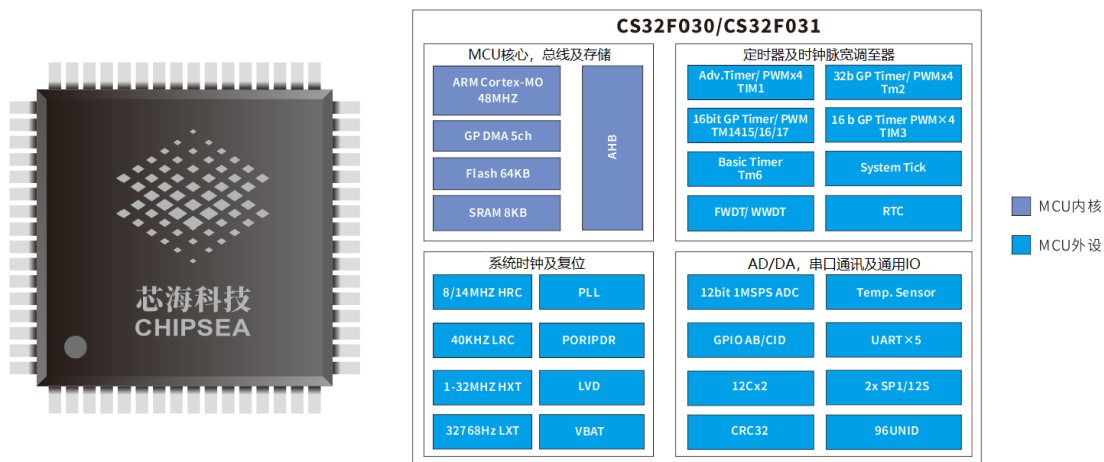 芯海科技
CHIPSEA
CS32F030/CS32F031
MCU核心，总线及存储
ARM Cortex-MO
48MHZ
GP DMA 5ch
Flash 64KB
SRAM 8KB
AHB
定时器及时钟脉宽调至器
Adv.Timer/ PWMx4
TIM1
32b GP Timer/ PWMx4
Tm2
16bit GP Timer/ PWM
TM1415/16/17
16 b GP Timer PWM×4
TIM3
Basic Timer
Tm6
System Tick
FWDT/ WWDT
RTC
系统时钟及复位
8/14MHZ HRC
PLL
40KHZ LRC
PORIPDR
1-32MHZ HXT
LVD
32768Hz LXT
VBAT
AD/DA，串口通讯及通用IO
12bit 1MSPS ADC
Temp. Sensor
GPIO AB/CID
UART×5
12Cx2
2x SP1/12S
CRC32
96UNID
MCU内核
MCU外设